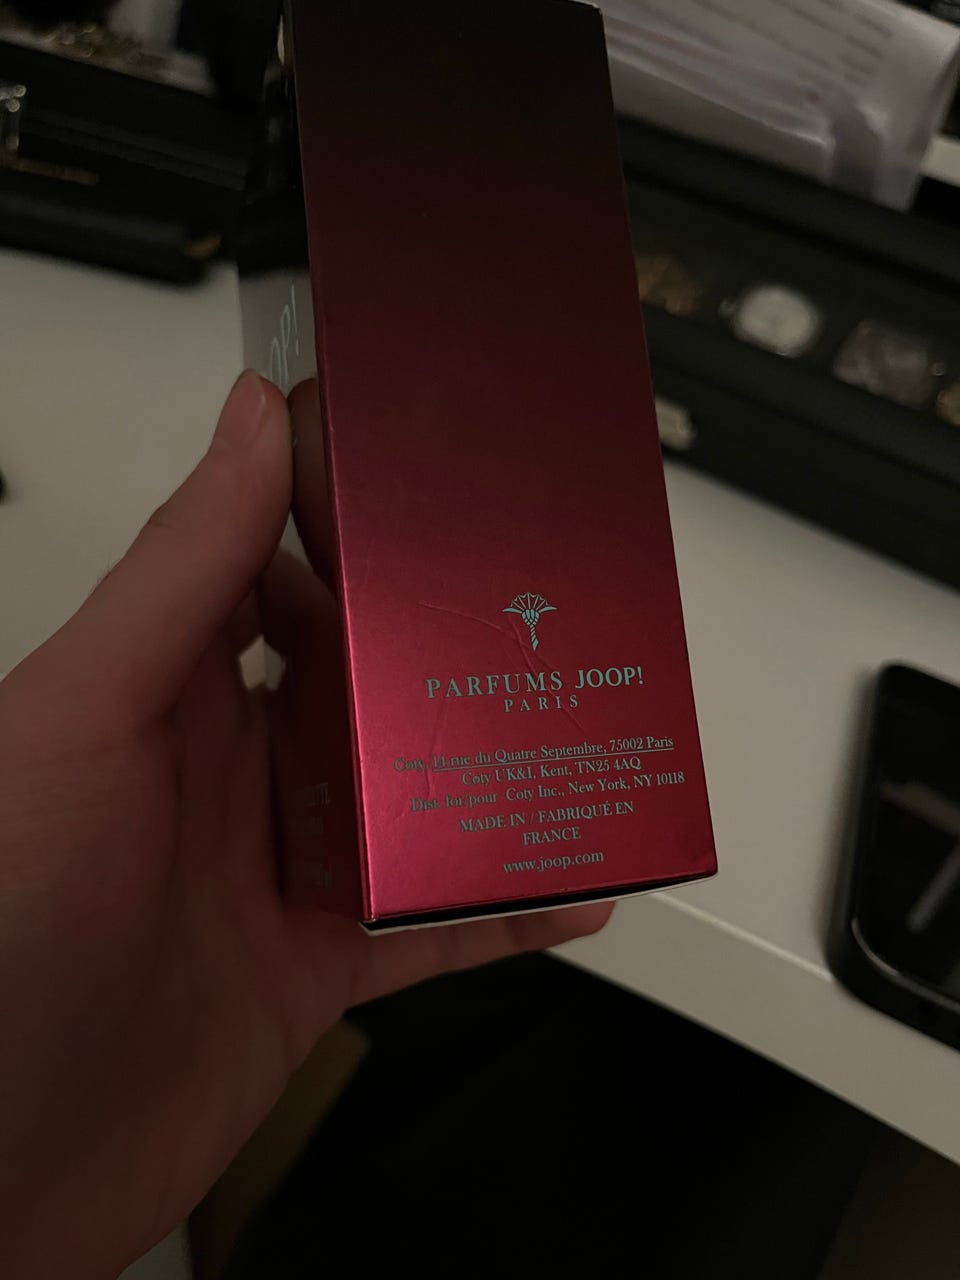 PARFUMS JOOP!
PARIS
Coty, 14 rue du Quatre Septembre, 75002 Paris
Coty UK&I, Kent, TN25 4AQ
Dist. for/pour Coty Inc., New York, NY 10118
MADE IN / FABRIQUÉ EN
FRANCE
www.joop.com